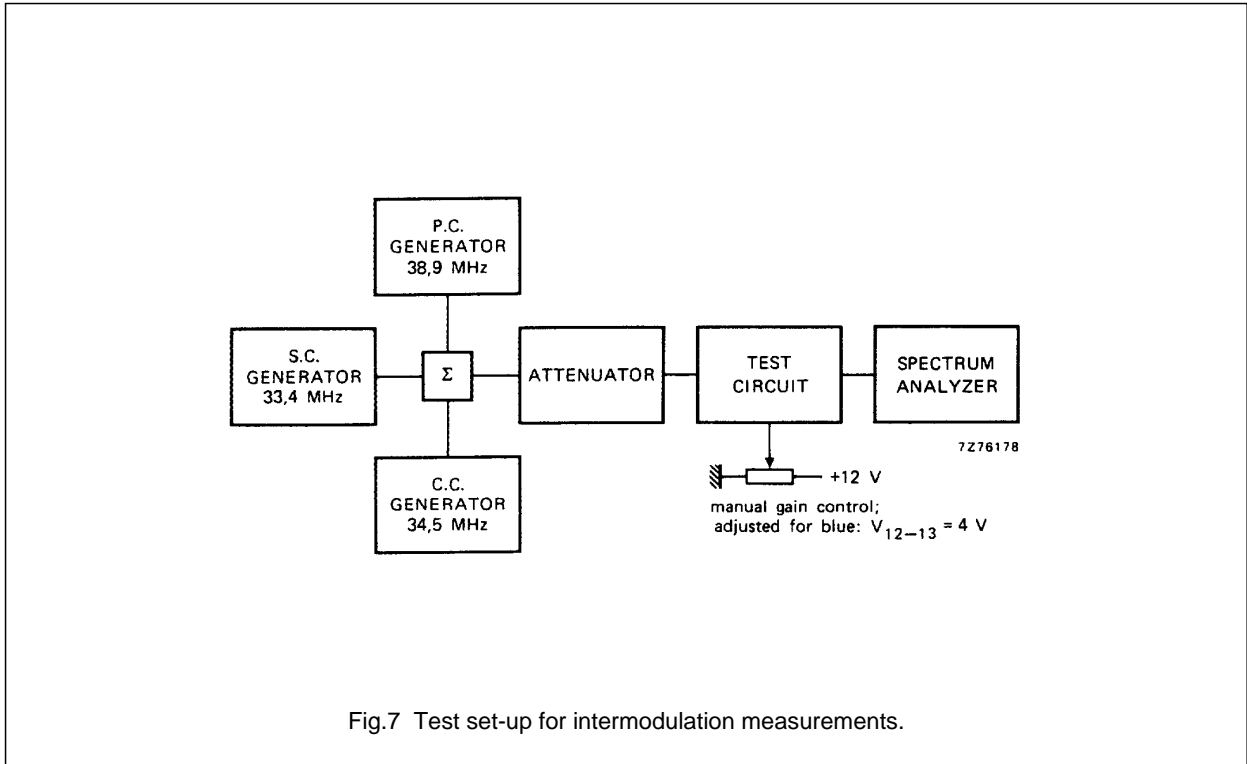 P.C.
GENERATOR
38,9 MHz
S.C.
GENERATOR
33,4 MHz
Σ
ATTENUATOR
TEST
CIRCUIT
SPECTRUM
ANALYZER
7Z76178
C.C.
GENERATOR
34,5 MHz
+12 V
manual gain control;
adjusted for blue: V12–13 = 4 V
Fig.7 Test set-up for intermodulation measurements.